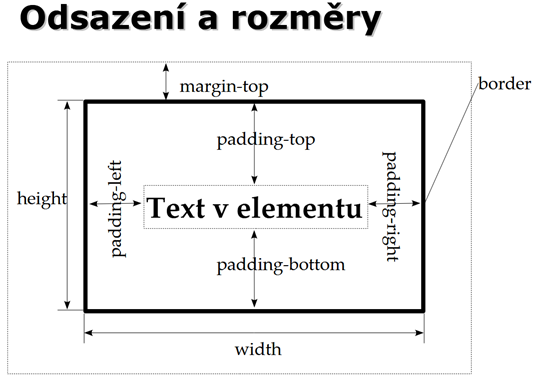 Odsazení a rozměry
margin-top
border
padding-top
height
padding-left
Text v elementu
padding-right
padding-bottom
width